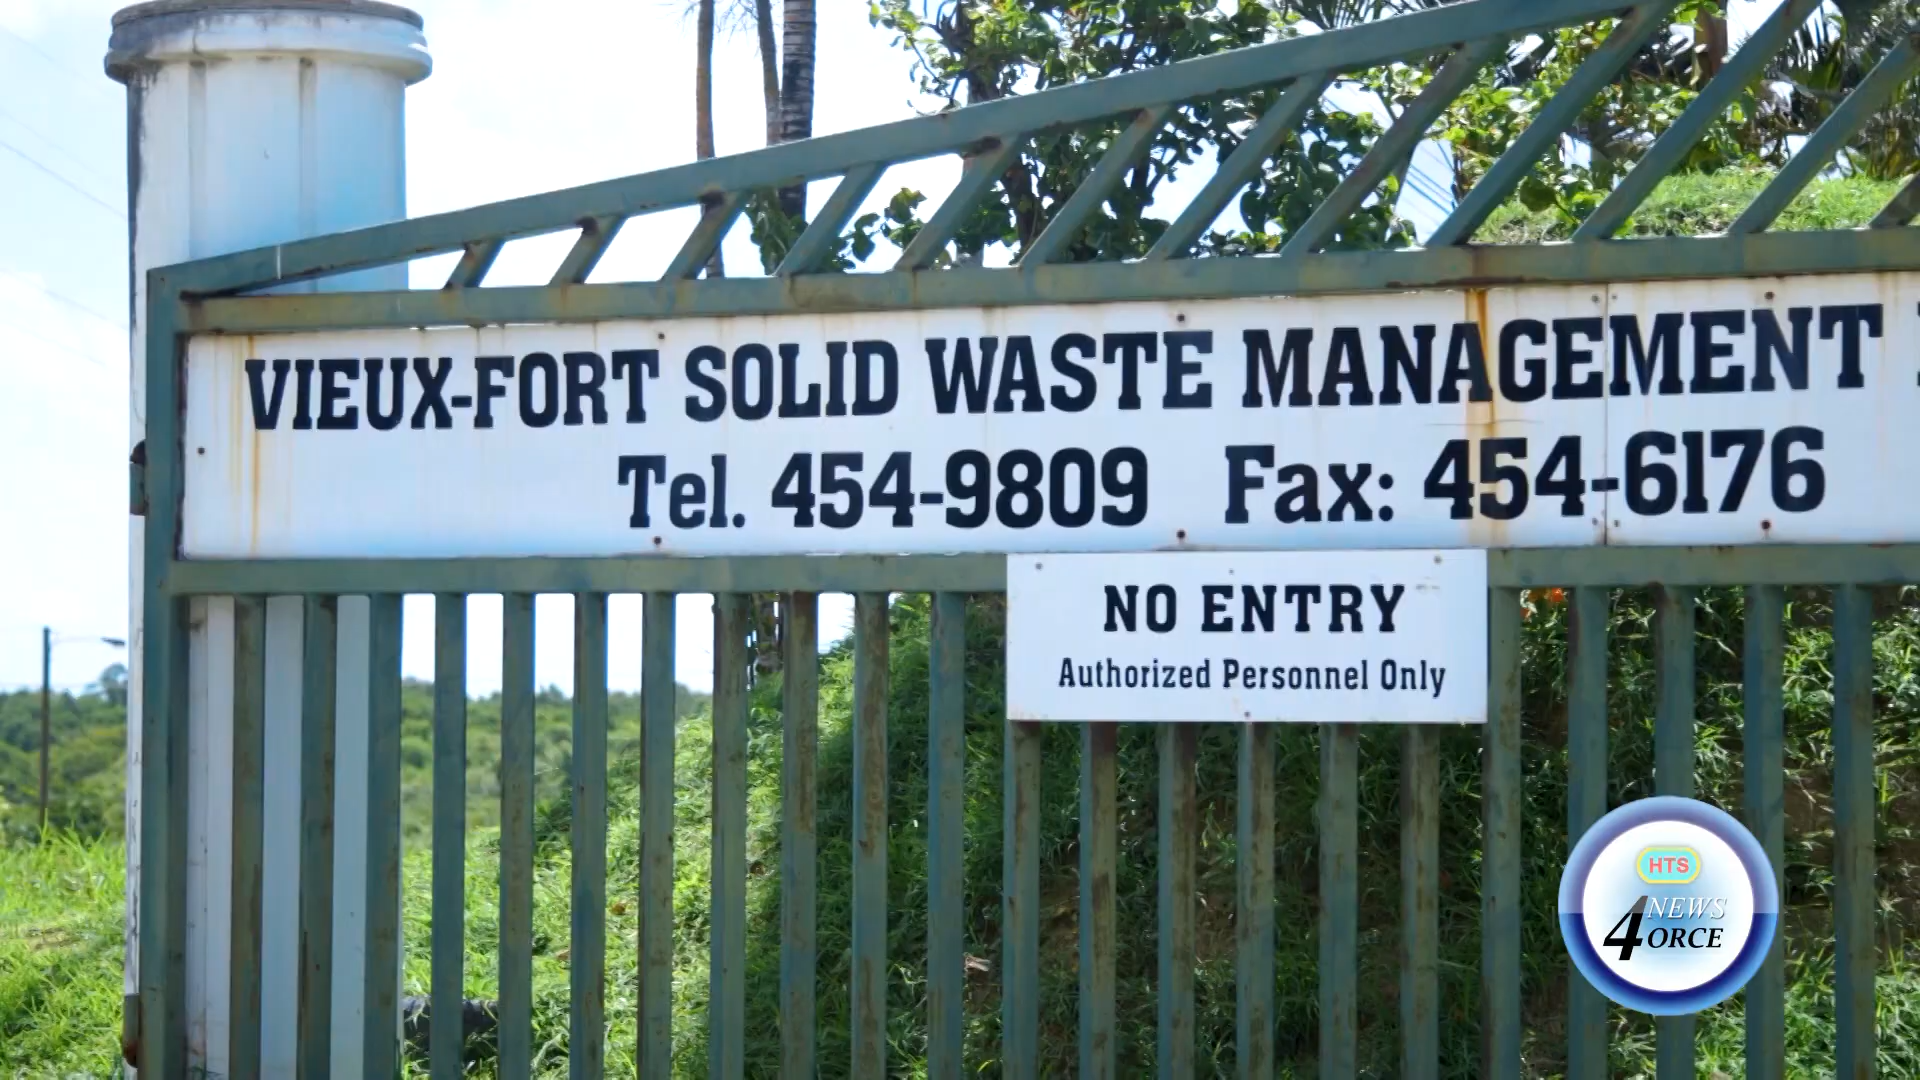 VIEUX-FORT SOLID WASTE MANAGEMENT
Tel. 454-9809 Fax: 454-6176
NO ENTRY
Authorized Personnel Only
HTS
NEWS
4ORCE